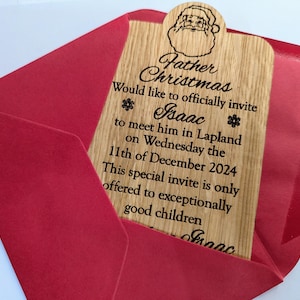 Father
Christmas
Would like to officially invite
Isaac
to meet him in Lapland
on Wednesday the
11th of December 2024
This special invite is only
offered to exceptionally
good children
Isaac